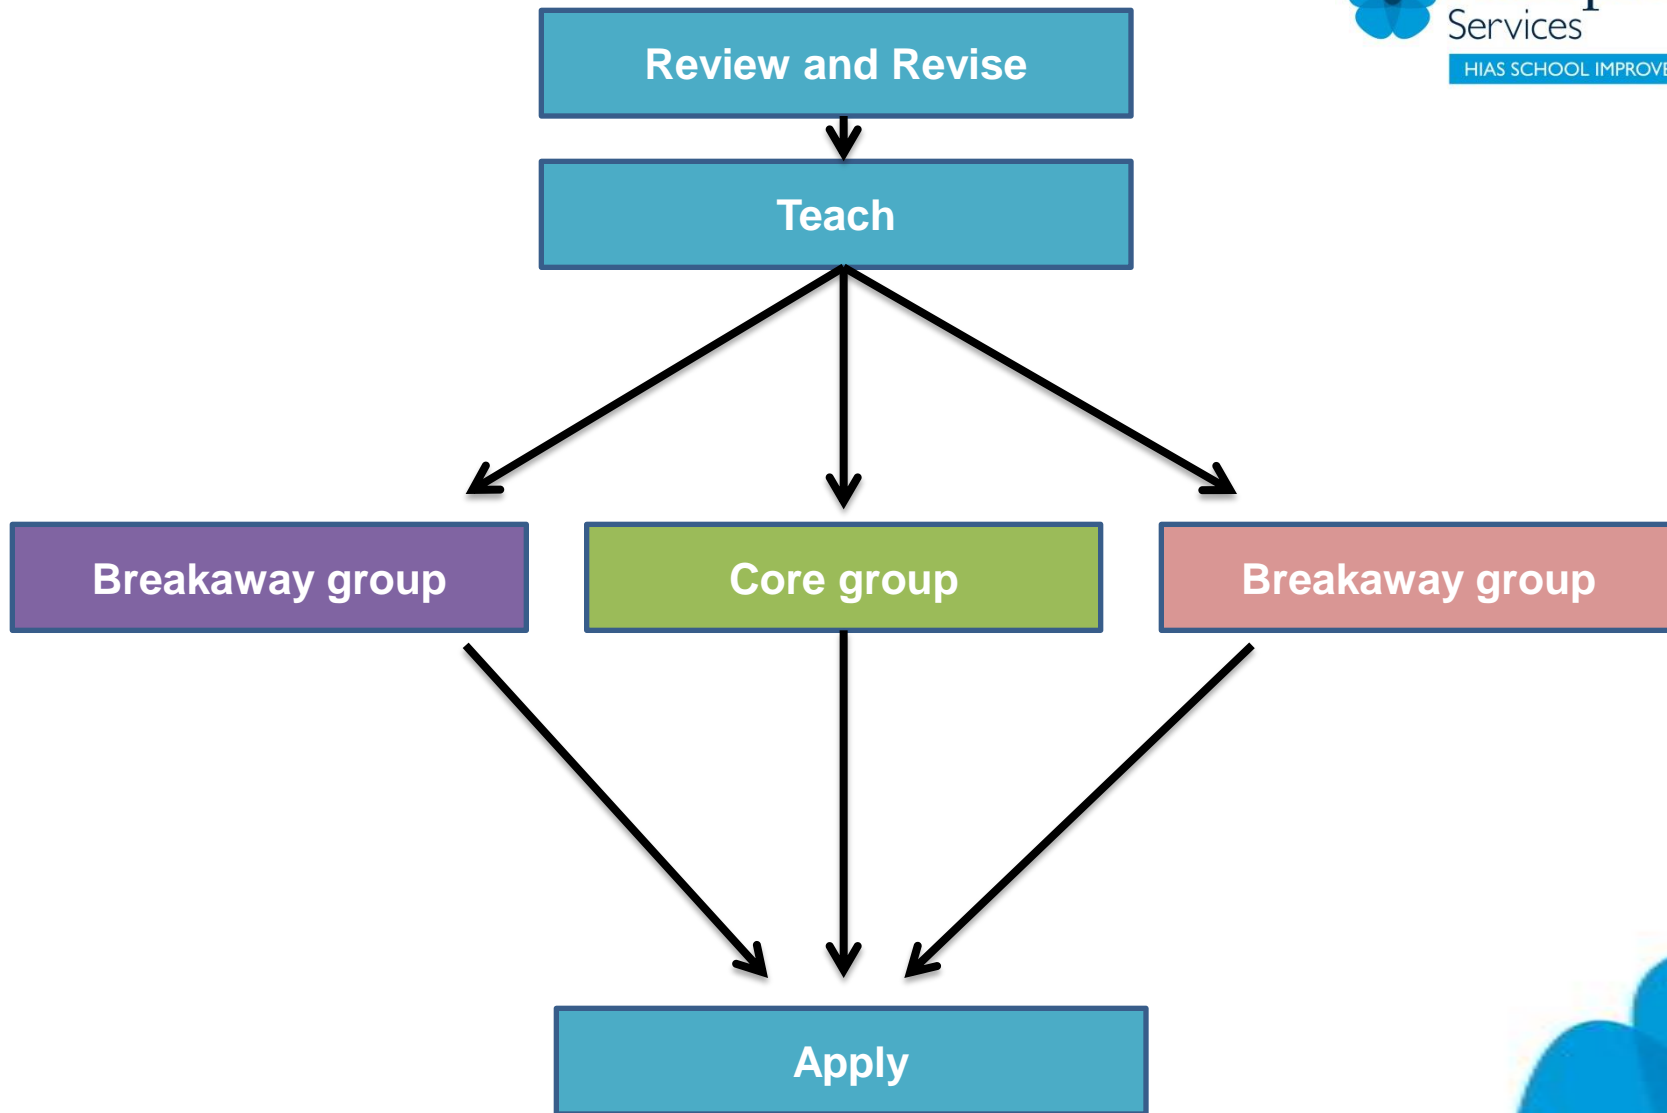 Services
HIAS SCHOOL IMPROVE
Review and Revise
Teach
Breakaway group
Core group
Breakaway group
Apply